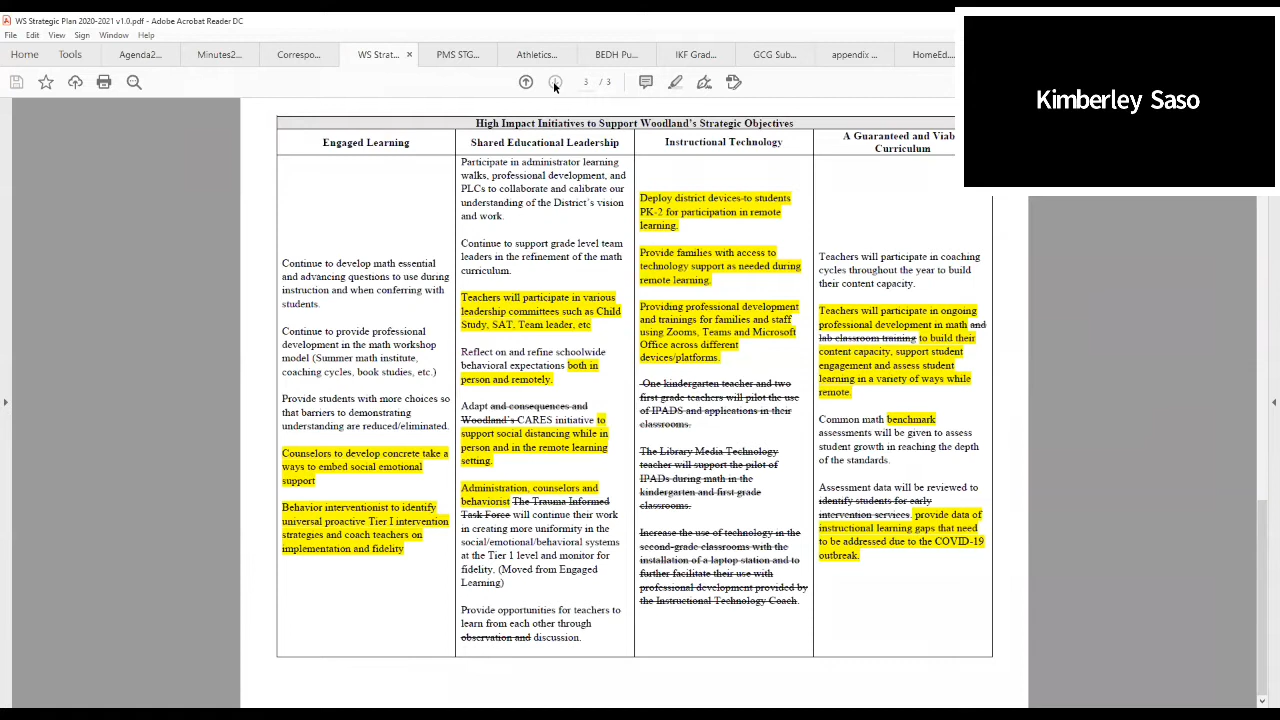 WS Strategic Plan 2020-2021 v1.0.pdf - Adobe Acrobat Reader DC
File Edit View Sign Window Help
Home Tools Agenda2... Minutes2... Correspo... WS Strat... × PMS STG... Athletics... BEDH Pu... IKF Grad... GCG Sub... appendix ... HomeEd...
3 / 3
Kimberley Saso
High Impact Initiatives to Support Woodland's Strategic Objectives
Engaged Learning
Continue to develop math essential
and advancing questions to use during
instruction and when conferring with
students.
Continue to provide professional
development in the math workshop
model (Summer math institute,
coaching cycles, book studies, etc.)
Provide students with more choices so
that barriers to demonstrating
understanding are reduced/eliminated.
Counselors to develop concrete take a
ways to embed social emotional
support
Behavior interventionist to identify
universal proactive Tier I intervention
strategies and coach teachers on
implementation and fidelity
Shared Educational Leadership
Participate in administrator learning
walks, professional development, and
PLCs to collaborate and calibrate our
understanding of the District's vision
and work.
Continue to support grade level team
leaders in the refinement of the math
curriculum.
Teachers will participate in various
leadership committees such as Child
Study, SAT, Team leader, etc
Reflect on and refine schoolwide
behavioral expectations both in
person and remotely.
Adapt and consequences and
Woodland's CARES initiative to
support social distancing while in
person and in the remote learning
setting.
Administration, counselors and
behaviorist The Trauma Informed
Task Force will continue their work
in creating more uniformity in the
social/emotional/behavioral systems
at the Tier 1 level and monitor for
fidelity. (Moved from Engaged
Learning)
Provide opportunities for teachers to
learn from each other through
observation and discussion.
Instructional Technology
Deploy district devices-to students
PK-2 for participation in remote
learning.
Provide families with access to
technology support as needed during
remote learning.
Providing professional development
and trainings for families and staff
using Zooms, Teams and Microsoft
Office across different
devices/platforms.
One kindergarten teacher and two
first grade teachers will pilot the use
of IPADS and applications in their
classrooms.
The Library Media Technology
teacher will support the pilot of
IPADs during math in the
kindergarten and first grade
classrooms.
Increase the use of technology in the
second-grade classrooms with the
installation of a laptop station and to
further facilitate their use with
professional development provided by
the Instructional Technology Coach.
A Guaranteed and Viab
Curriculum
Teachers will participate in coaching
cycles throughout the year to build
their content capacity.
Teachers will participate in ongoing
professional development in math and
lab classroom training to build their
content capacity, support student
engagement and assess student
learning in a variety of ways while
remote.
Common math benchmark
assessments will be given to assess
student growth in reaching the depth
of the standards.
Assessment data will be reviewed to
identify students for early
intervention services. provide data of
instructional learning gaps that need
to be addressed due to the COVID-19
outbreak.